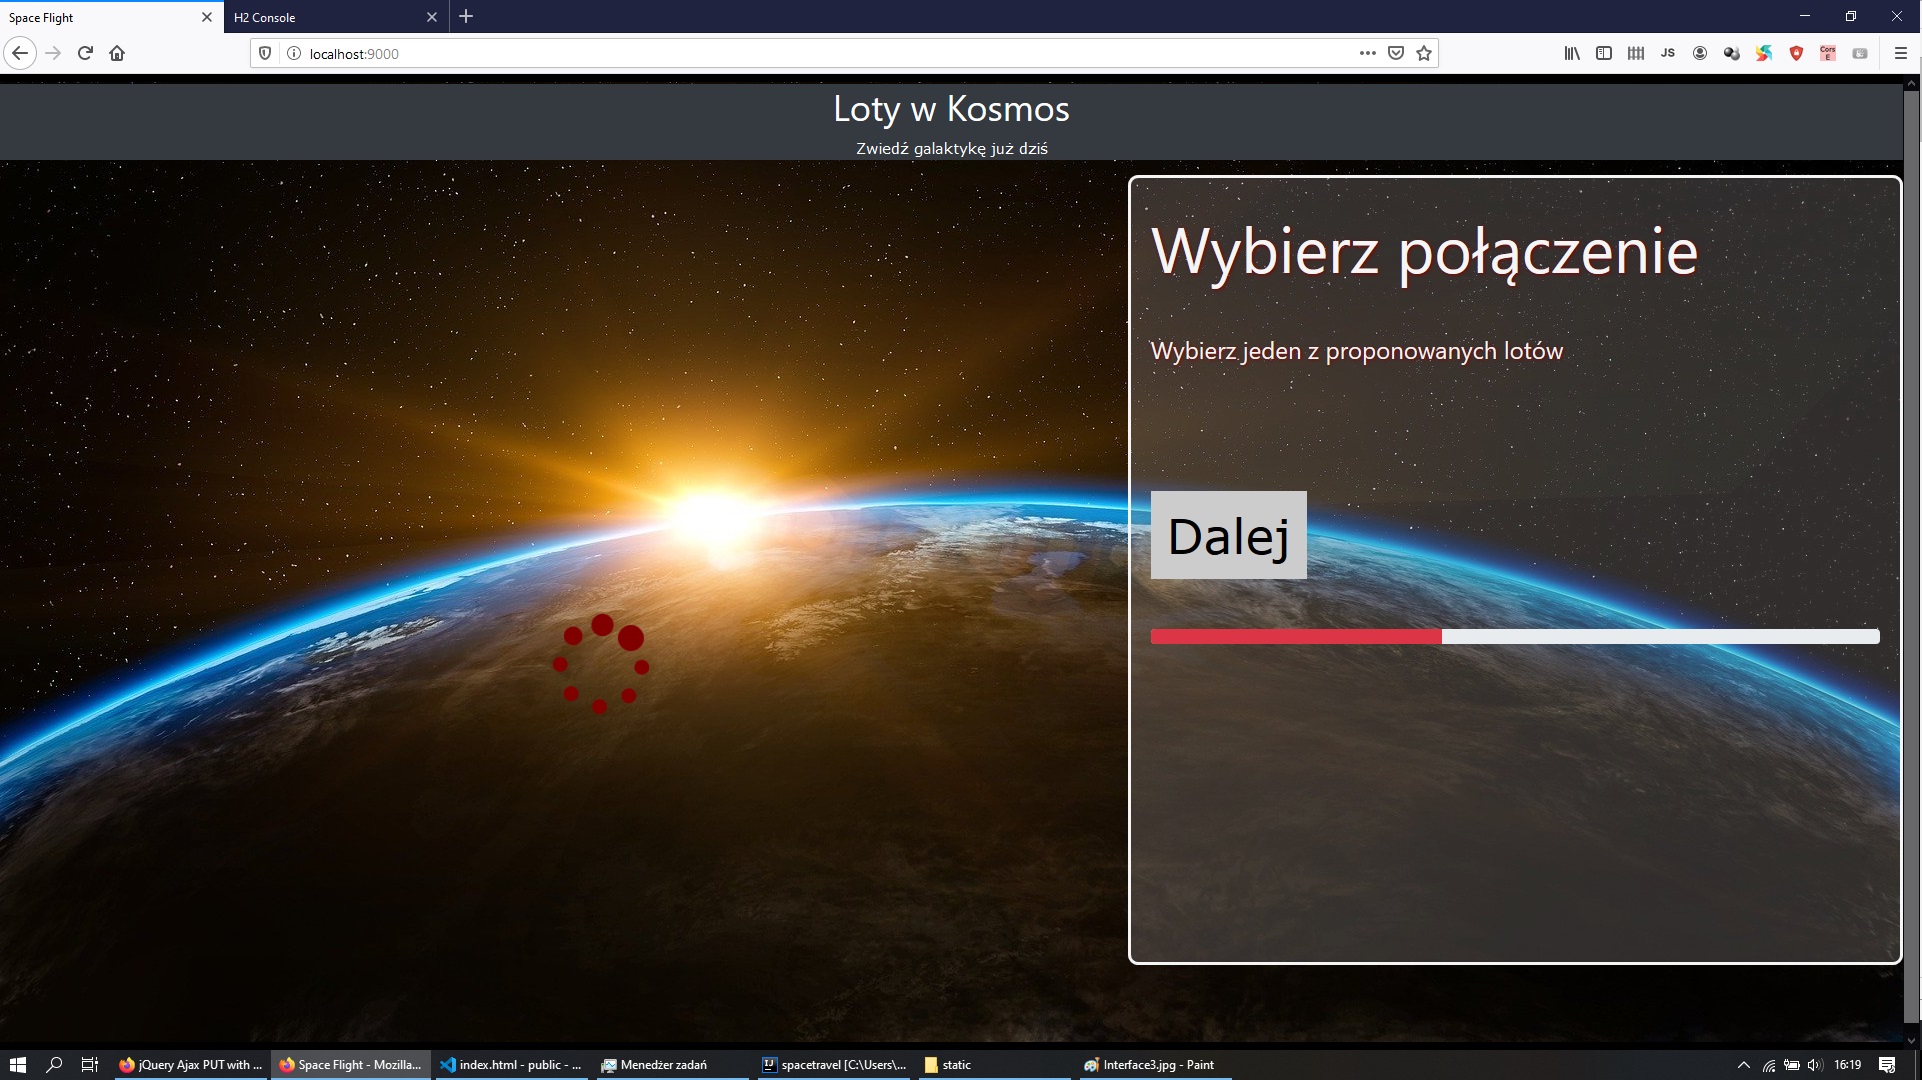 Space Flight
H2 Console
localhost:9000
JS
Cors
E
Loty w Kosmos
Zwiedź galaktykę już dziś
Wybierz połączenie
Wybierz jeden z proponowanych lotów
Dalej
jQuery Ajax PUT with ...
Space Flight - Mozilla...
index.html - public - ...
Menedżer zadań
IJ
spacetravel [C:\Users\...
static
Interface3.jpg - Paint
16:19